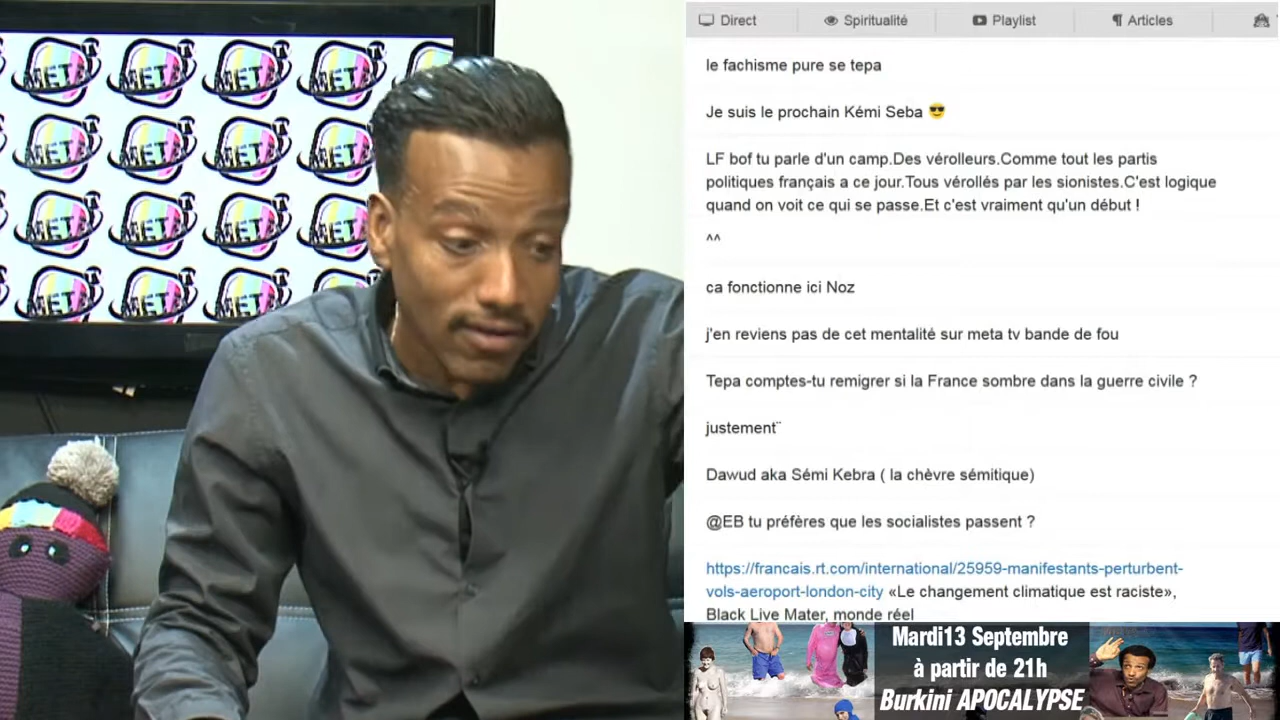 META TV
Direct
Spiritualité
Playlist
Articles
le fachisme pure se tepa
Je suis le prochain Kémi Seba 😎
LF bof tu parle d'un camp.Des vérolleurs.Comme tout les partis
politiques français a ce jour.Tous vérollés par les sionistes.C'est logique
quand on voit ce qui se passe.Et c'est vraiment qu'un début !
^^
ca fonctionne ici Noz
j'en reviens pas de cet mentalité sur meta tv bande de fou
Tepa comptes-tu remigrer si la France sombre dans la guerre civile ?
justement¨
Dawud aka Sémi Kebra ( la chèvre sémitique)
@EB tu préfères que les socialistes passent ?
https://francais.rt.com/international/25959-manifestants-perturbent-
vols-aeroport-london-city «Le changement climatique est raciste»,
Black Live Mater, monde réel
Mardi13 Septembre
à partir de 21h
Burkini APOCALYPSE